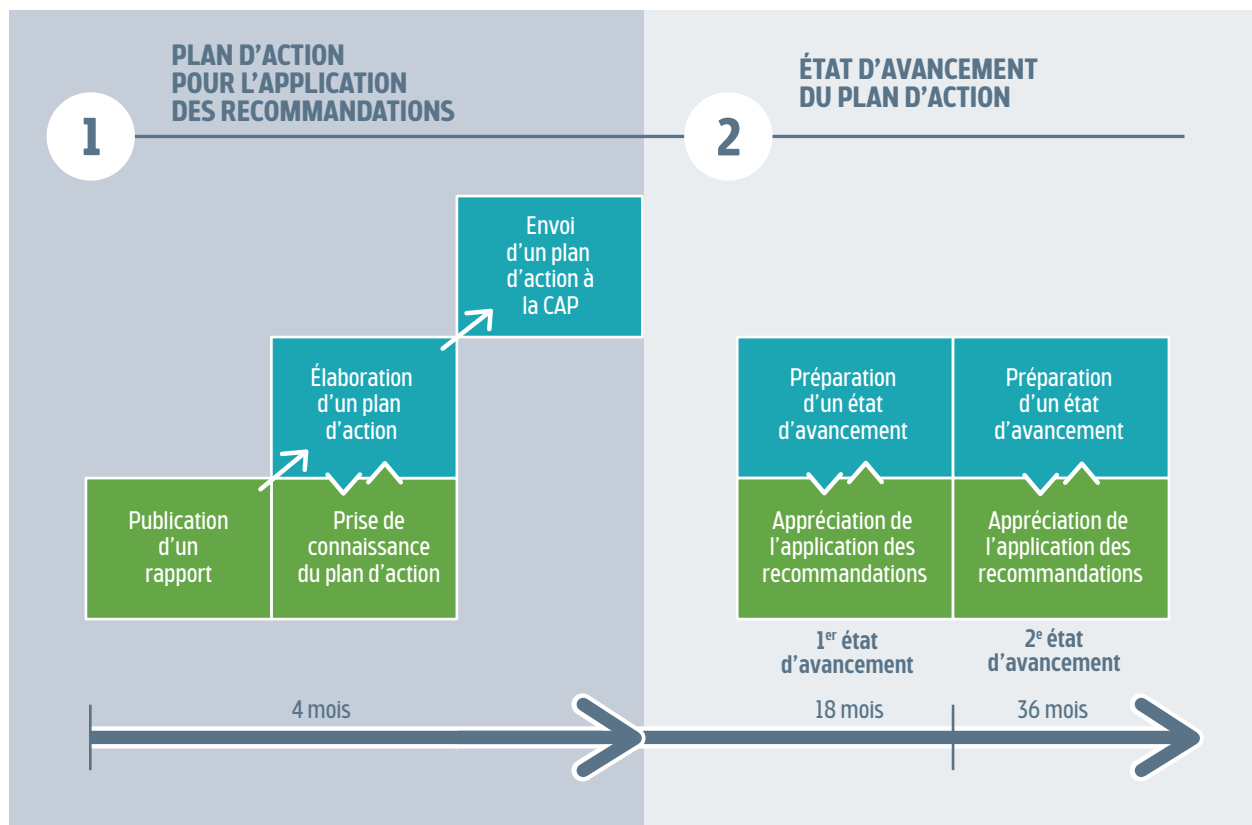 1
PLAN D'ACTION
POUR L'APPLICATION
DES RECOMMANDATIONS
Envoi
d'un plan
d'action à
la CAP
Élaboration
d'un plan
d'action
Publication
d'un
rapport
Prise de
connaissance
du plan d'action
4 mois
2
ÉTAT D'AVANCEMENT
DU PLAN D'ACTION
Préparation
d'un état
d'avancement
Préparation
d'un état
d'avancement
Appréciation de
l'application des
recommandations
Appréciation de
l'application des
recommandations
1er état
d'avancement
2e état
d'avancement
18 mois
36 mois